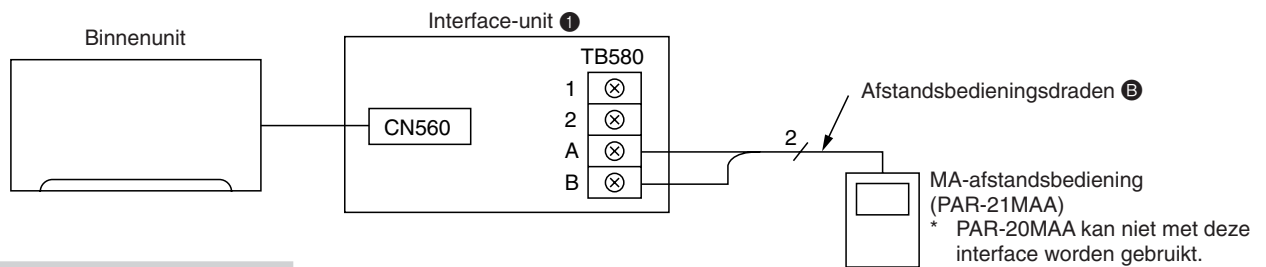 Interface-unit ❶
Binnenunit
TB580
1
2
A
B
CN560
2
Afstandsbedieningsdraden Ⓑ
MA-afstandsbediening
(PAR-21MAA)
* PAR-20MAA kan niet met deze
interface worden gebruikt.